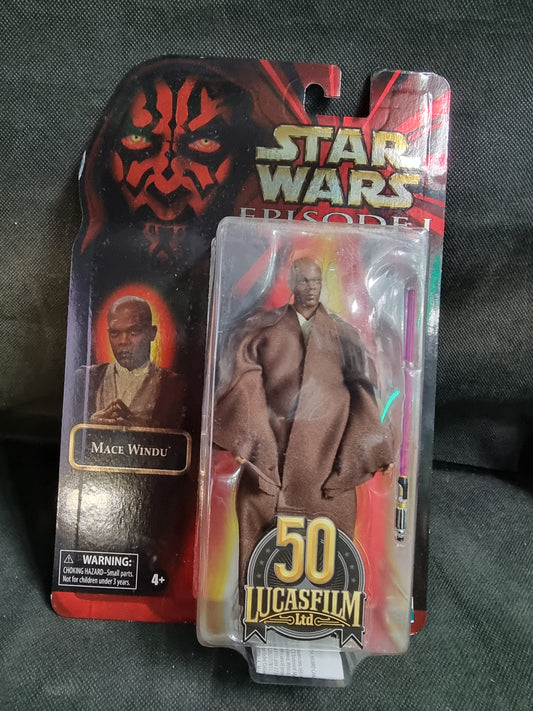 STAR
WARS
EPISODE I
MACE WINDU
WARNING:
CHOKING HAZARD–Small parts.
Not for children under 3 years.
4+
50
LUCASFILM
Ltd